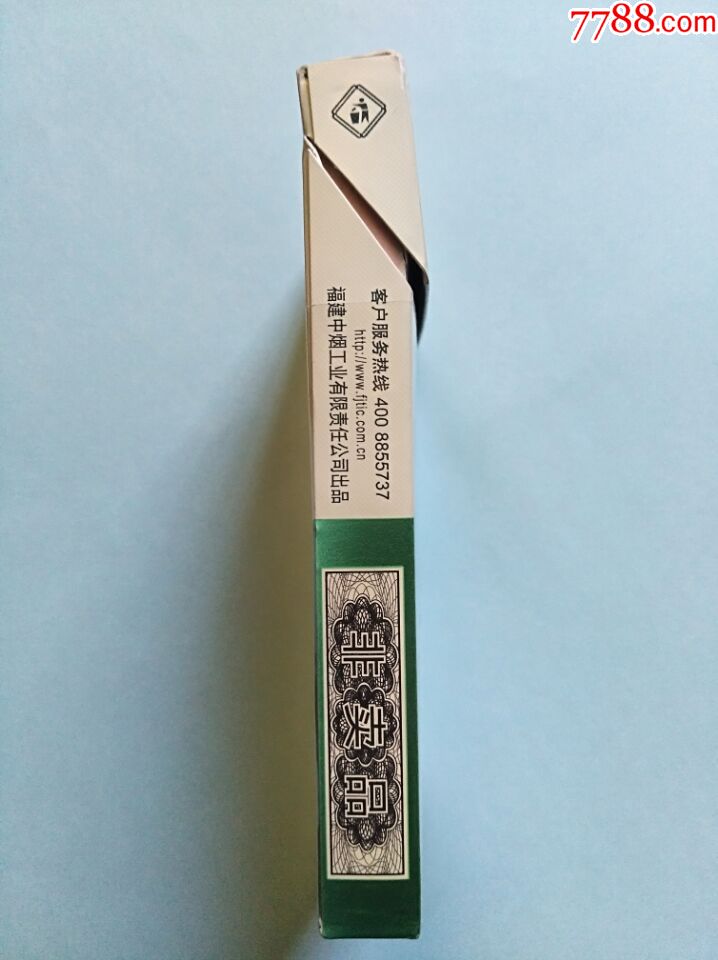 7788.com
客户服务热线 400 8855737
http://www.fjtic.com.cn
福建中烟工业有限责任公司出品
非卖品